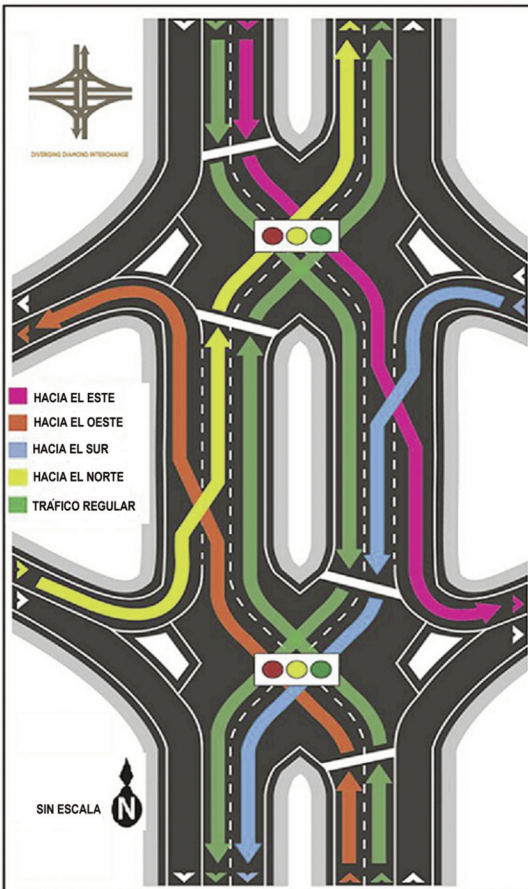 DIVERGING DIAMOND INTERCHANGE
HACIA EL ESTE
HACIA EL OESTE
HACIA EL SUR
HACIA EL NORTE
TRÁFICO REGULAR
SIN ESCALA
N